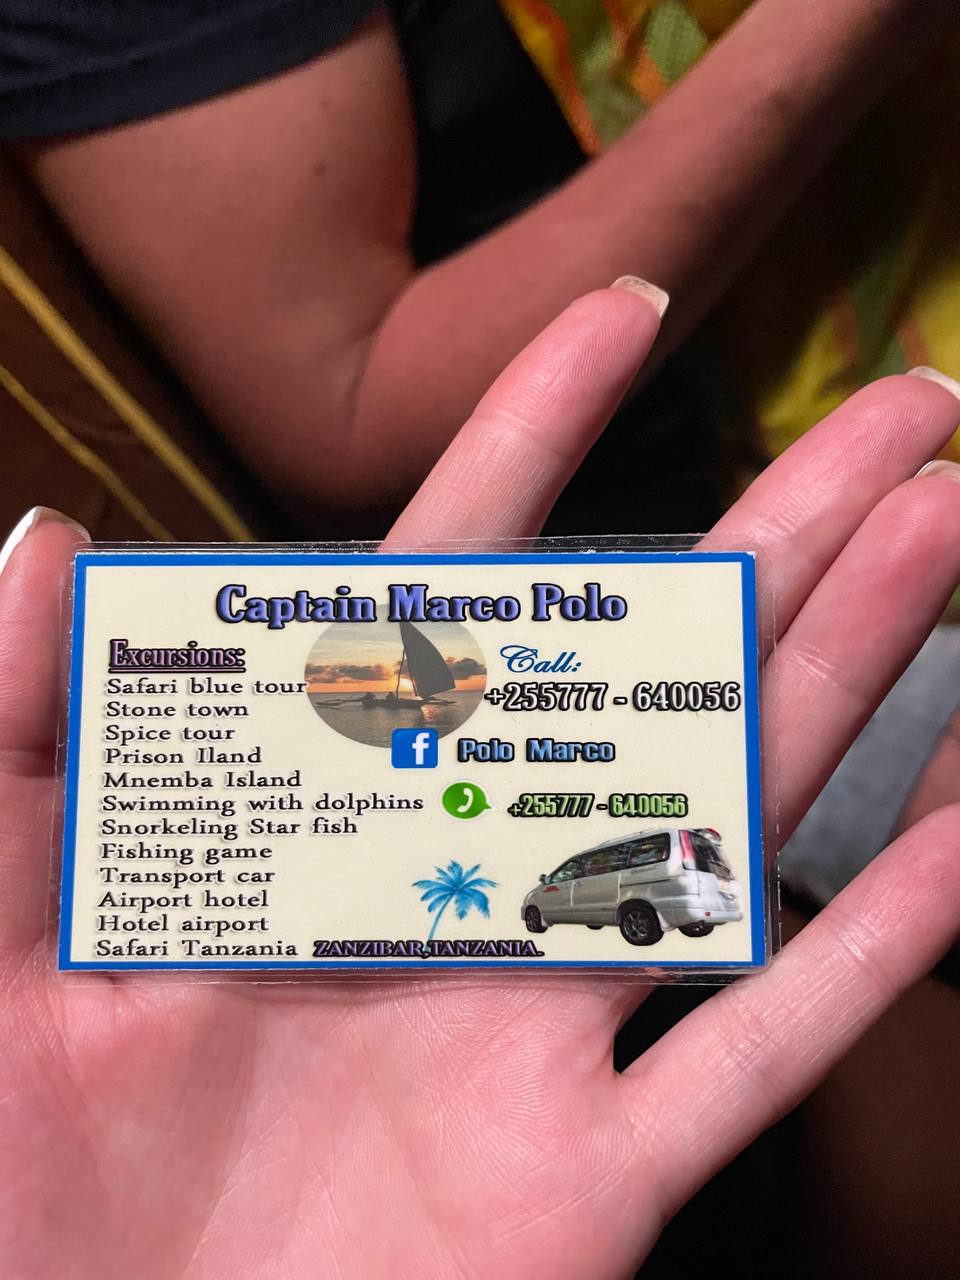 Captain Marco Polo
Excursions:
Safari blue tour
Stone town
Spice tour
Prison Iland
Mnemba Island
Swimming with dolphins
Snorkeling Star fish
Fishing game
Transport car
Airport hotel
Hotel airport
Safari Tanzania
Call:
+255777 - 640056
f Polo Marco
+255777 - 640056
ZANZIBAR,TANZANIA.